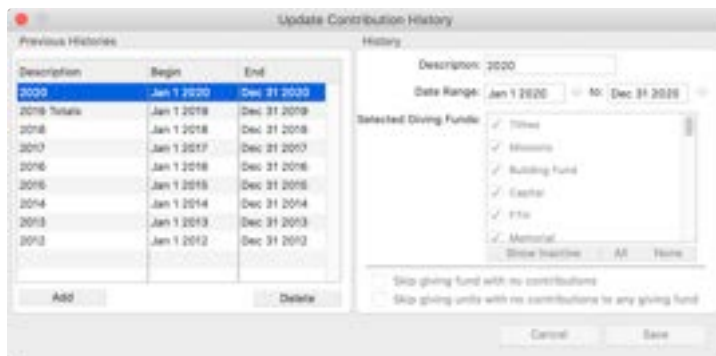 Update Contribution History
Previous Histories
Description Begin End
2020 Jan 1 2020 Dec 31 2020
2019 Totals Jan 1 2019 Dec 31 2019
2018 Jan 1 2018 Dec 31 2018
2017 Jan 1 2017 Dec 31 2017
2016 Jan 1 2016 Dec 31 2016
2015 Jan 1 2015 Dec 31 2015
2014 Jan 1 2014 Dec 31 2014
2013 Jan 1 2013 Dec 31 2013
2012 Jan 1 2012 Dec 31 2012
Add Delete
History
Description: 2020
Date Range: Jan 1 2020 to: Dec 31 2020
Selected Giving Funds:
Tithes
Missions
Building Fund
Capital
Memorial
Show Inactive All None
Skip giving fund with no contributions
Skip giving units with no contributions to any giving fund
Cancel Save